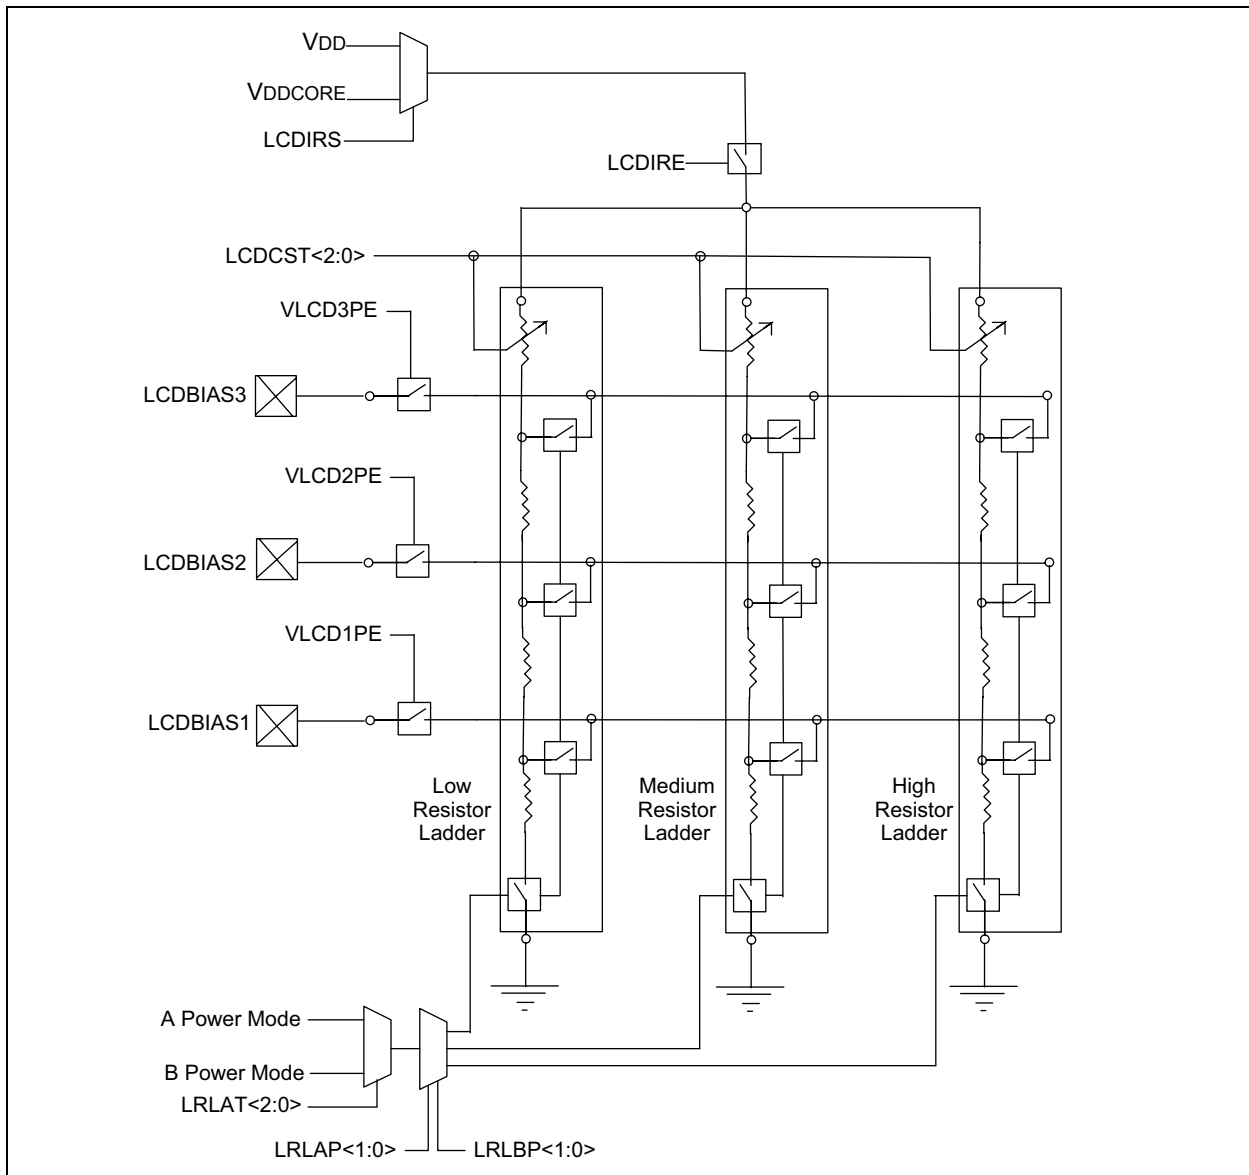 VDD
VDDCORE
LCDIRS
LCDIRE
LCDCST<2:0>
VLCD3PE
LCDBIAS3
VLCD2PE
LCDBIAS2
VLCD1PE
LCDBIAS1
Low
Resistor
Ladder
Medium
Resistor
Ladder
High
Resistor
Ladder
A Power Mode
B Power Mode
LRLAT<2:0>
LRLAP<1:0>
LRLBP<1:0>